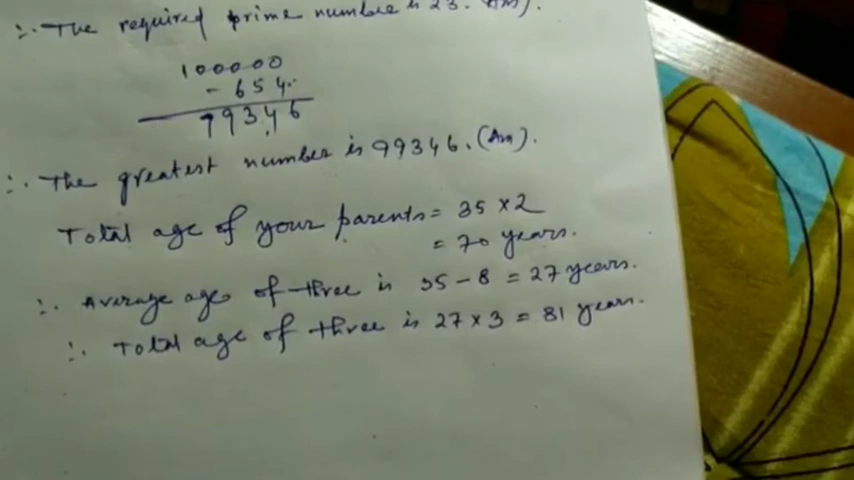 ∴ The required prime number is 23. (Ans).
100000
- 654
99346
∴ The greatest number is 99346. (Ans).
Total age of your parents = 35 × 2
= 70 years.
∴ Average age of three is 35 - 8 = 27 years.
∴ Total age of three is 27 × 3 = 81 years.